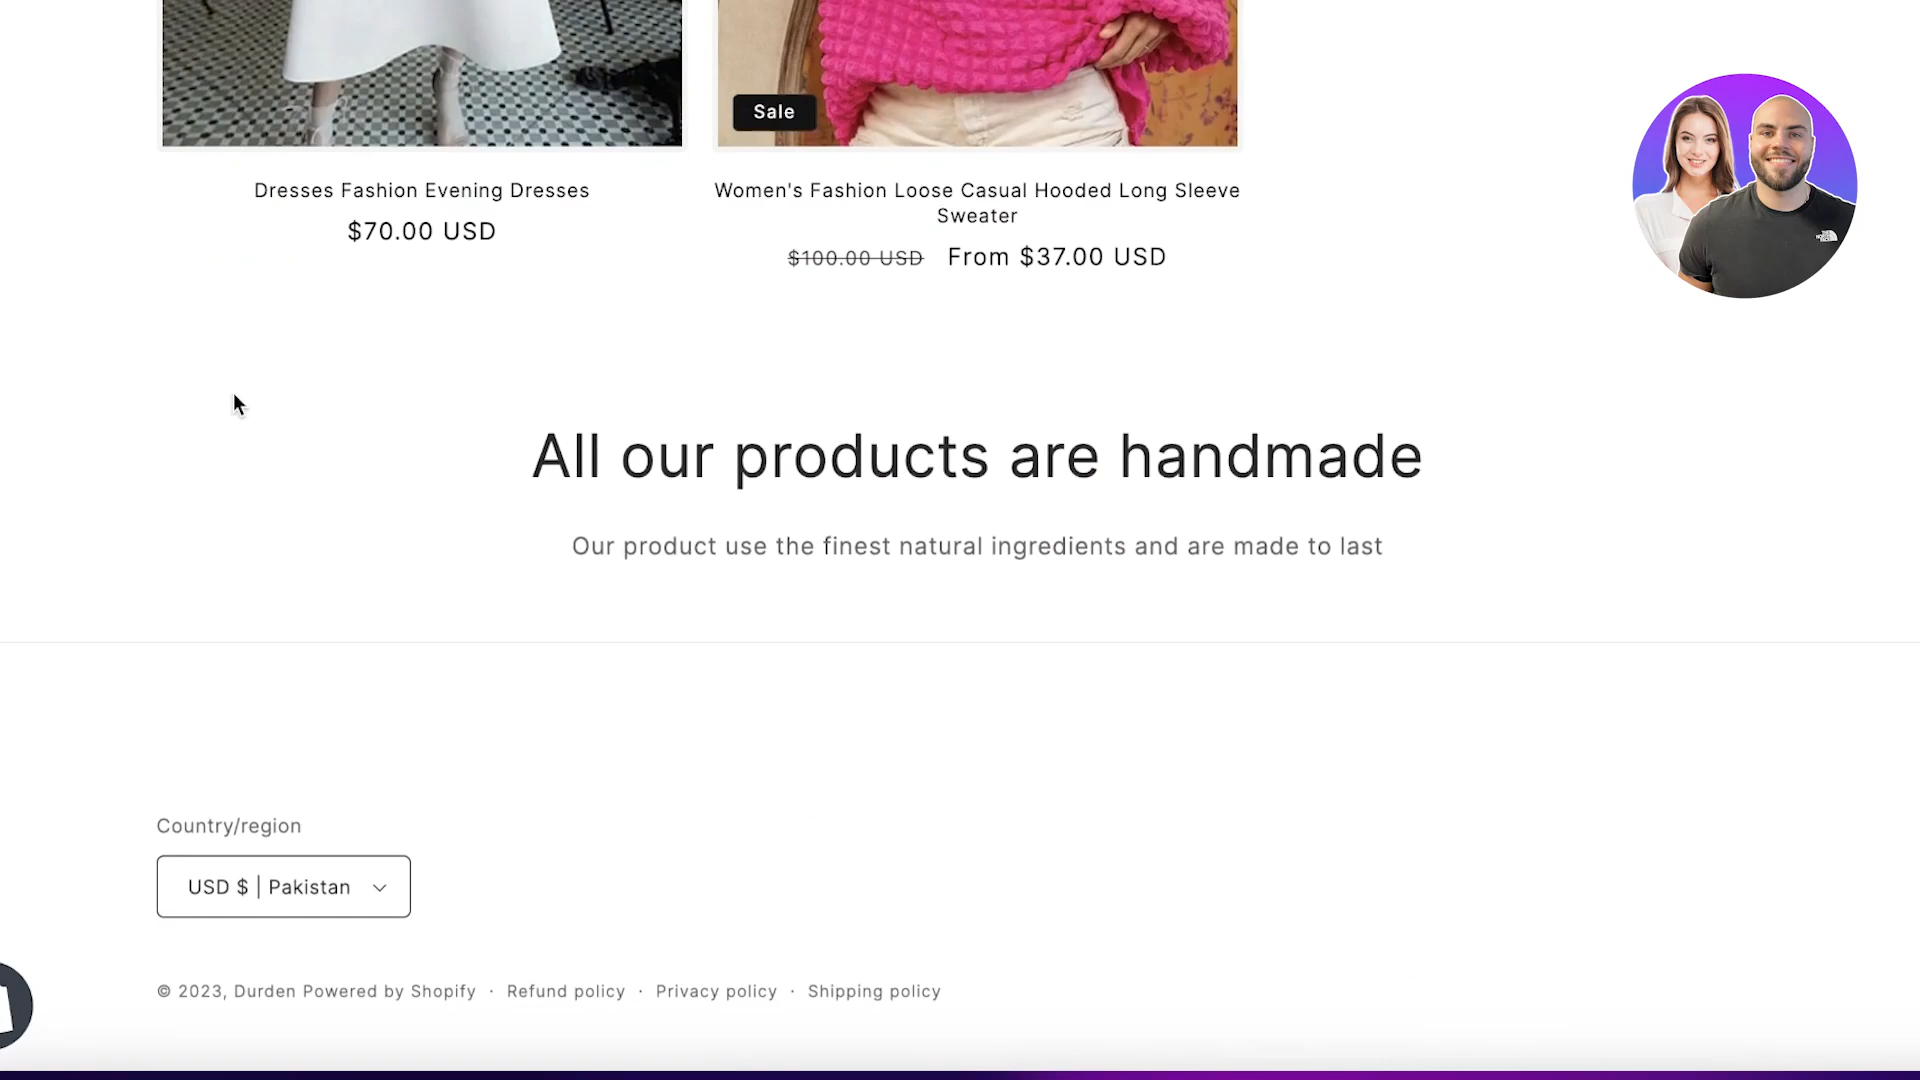 Sale
Dresses Fashion Evening Dresses
$70.00 USD
Women's Fashion Loose Casual Hooded Long Sleeve
Sweater
$100.00 USD From $37.00 USD
All our products are handmade
Our product use the finest natural ingredients and are made to last
Country/region
USD $ | Pakistan
© 2023, Durden Powered by Shopify · Refund policy · Privacy policy · Shipping policy